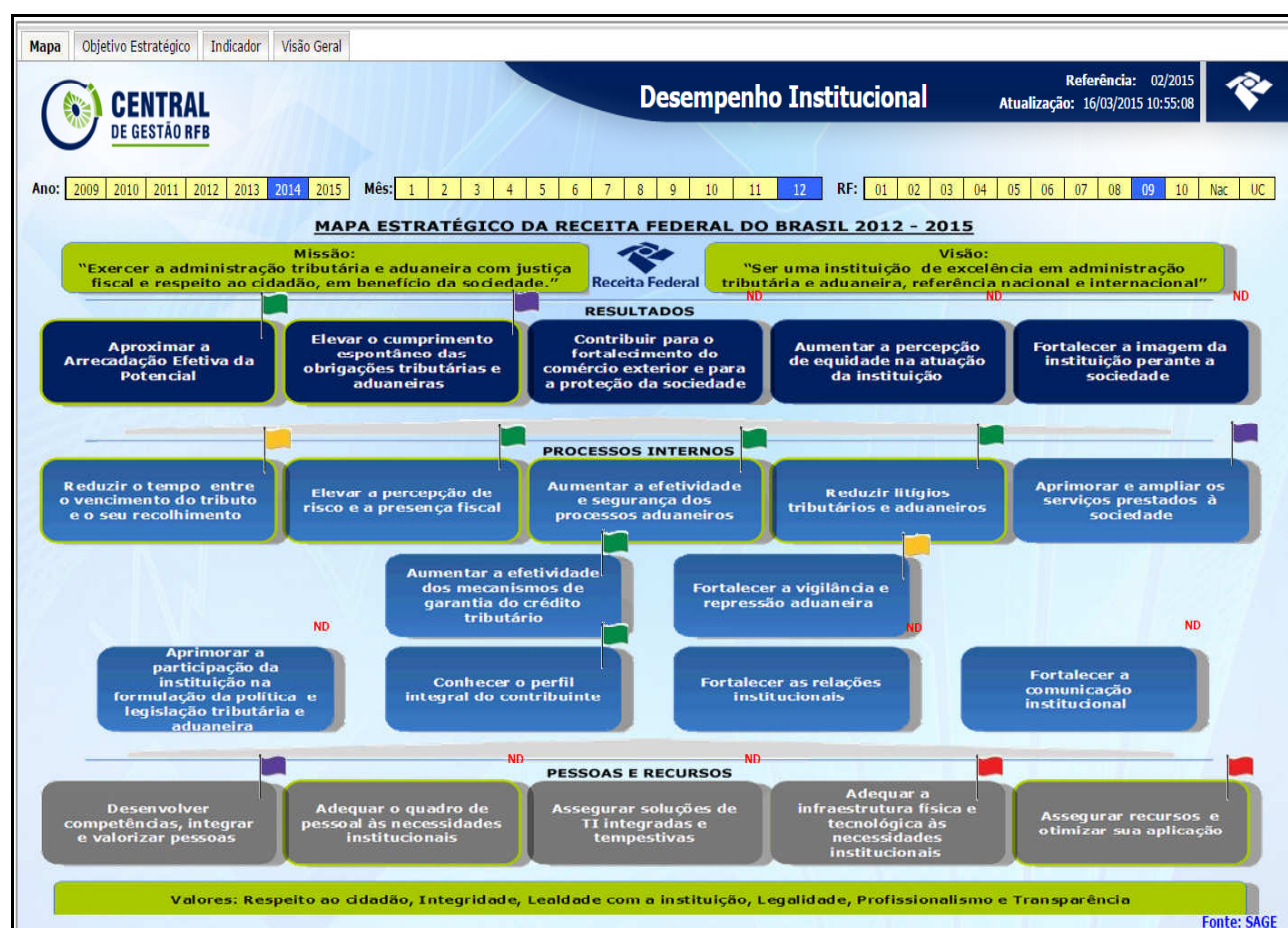 Mapa Objetivo Estratégico Indicador Visão Geral
CENTRAL
DE GESTÃO RFB
Desempenho Institucional
Referência: 02/2015
Atualização: 16/03/2015 10:55:08
Ano: 2009 2010 2011 2012 2013 2014 2015 Mês: 1 2 3 4 5 6 7 8 9 10 11 12 RF: 01 02 03 04 05 06 07 08 09 10 Nac UC
MAPA ESTRATÉGICO DA RECEITA FEDERAL DO BRASIL 2012 - 2015
Missão:
"Exercer a administração tributária e aduaneira com justiça
fiscal e respeito ao cidadão, em benefício da sociedade."
Receita Federal
Visão:
"Ser uma instituição de excelência em administração
tributária e aduaneira, referência nacional e internacional"
ND ND ND
RESULTADOS
Aproximar a
Arrecadação Efetiva da
Potencial
Elevar o cumprimento
espontâneo das
obrigações tributárias e
aduaneiras
Contribuir para o
fortalecimento do
comércio exterior e para
a proteção da sociedade
Aumentar a percepção
de equidade na atuação
da instituição
Fortalecer a imagem da
instituição perante a
sociedade
PROCESSOS INTERNOS
Reduzir o tempo entre
o vencimento do tributo
e o seu recolhimento
Elevar a percepção de
risco e a presença fiscal
Aumentar a efetividade
e segurança dos
processos aduaneiros
Reduzir litígios
tributários e aduaneiros
Aprimorar e ampliar os
serviços prestados à
sociedade
Aumentar a efetividade
dos mecanismos de
garantia do crédito
tributário
Fortalecer a vigilância e
repressão aduaneira
ND ND ND
Aprimorar a
participação da
instituição na
formulação da política e
legislação tributária e
aduaneira
Conhecer o perfil
integral do contribuinte
Fortalecer as relações
institucionais
Fortalecer a
comunicação
institucional
ND ND
PESSOAS E RECURSOS
Desenvolver
competências, integrar
e valorizar pessoas
Adequar o quadro de
pessoal às necessidades
institucionais
Assegurar soluções de
TI integradas e
tempestivas
Adequar a
infraestrutura física e
tecnológica às
necessidades
institucionais
Assegurar recursos e
otimizar sua aplicação
Valores: Respeito ao cidadão, Integridade, Lealdade com a instituição, Legalidade, Profissionalismo e Transparência
Fonte: SAGE